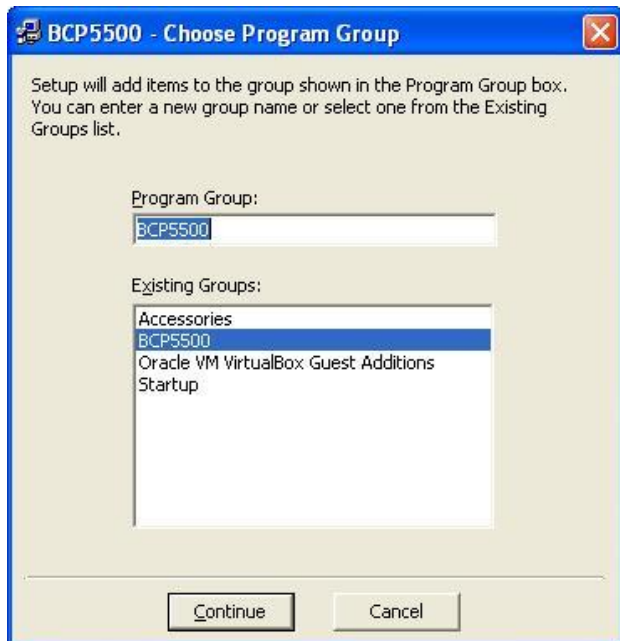 BCP5500 - Choose Program Group
Setup will add items to the group shown in the Program Group box.
You can enter a new group name or select one from the Existing
Groups list.
Program Group:
BCP5500
Existing Groups:
Accessories
BCP5500
Oracle VM VirtualBox Guest Additions
Startup
Continue
Cancel